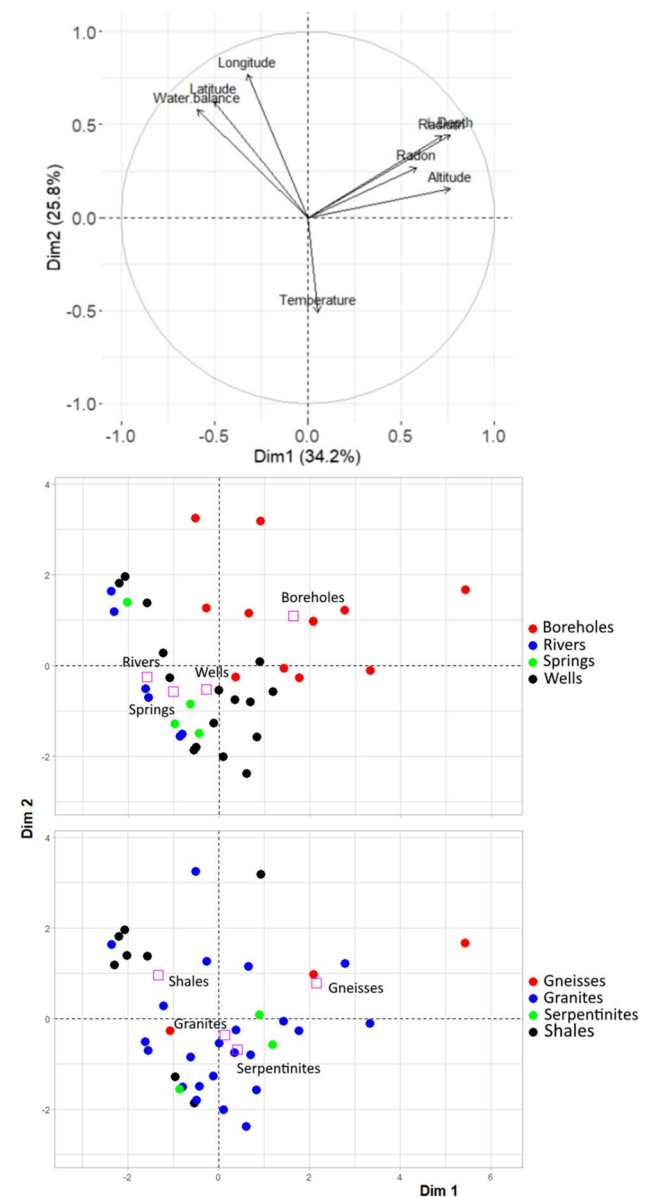 1.0
Longitude
Latitude
Water.balance
0.5
Depth
Radon
Altitude
Dim2 (25.8%)
0.0
Temperature
-0.5
-1.0
-1.0 -0.5 0.0 0.5 1.0
Dim1 (34.2%)
4
2
Boreholes
Boreholes
Rivers
Springs
Wells
0
Rivers
Wells
Springs
-2
Dim 2
4
2
Shales
Gneisses
Gneisses
Granites
Serpentinites
Shales
0
Granites
Serpentinites
-2
-2 0 2 4 6
Dim 1